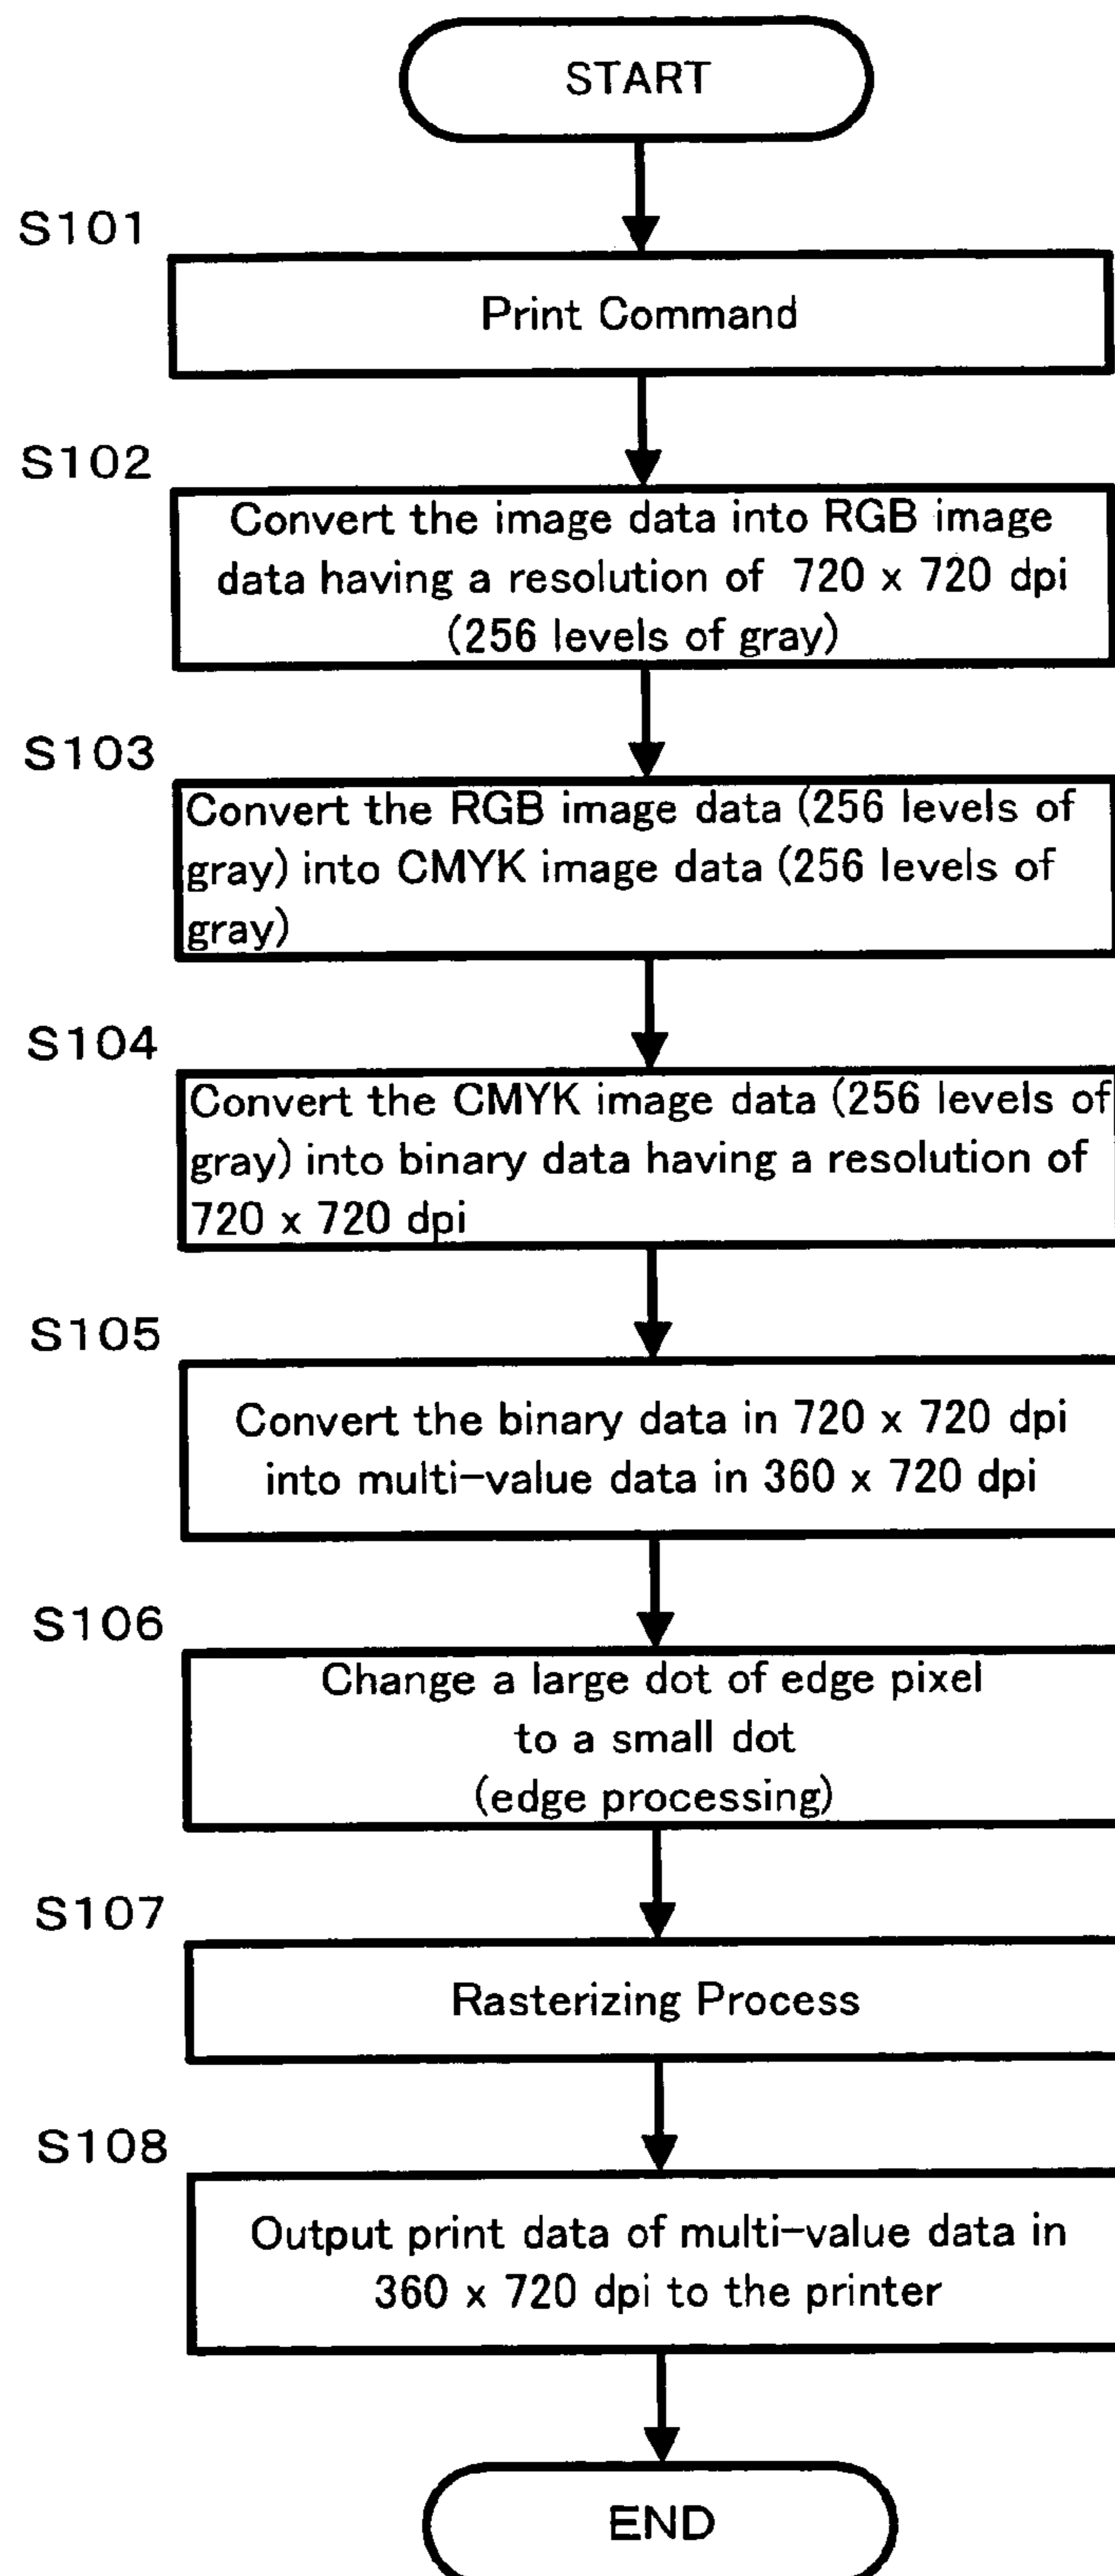 START
S101
Print Command
S102
Convert the image data into RGB image
data having a resolution of 720 x 720 dpi
(256 levels of gray)
S103
Convert the RGB image data (256 levels of
gray) into CMYK image data (256 levels of
gray)
S104
Convert the CMYK image data (256 levels of
gray) into binary data having a resolution of
720 x 720 dpi
S105
Convert the binary data in 720 x 720 dpi
into multi-value data in 360 x 720 dpi
S106
Change a large dot of edge pixel
to a small dot
(edge processing)
S107
Rasterizing Process
S108
Output print data of multi-value data in
360 x 720 dpi to the printer
END